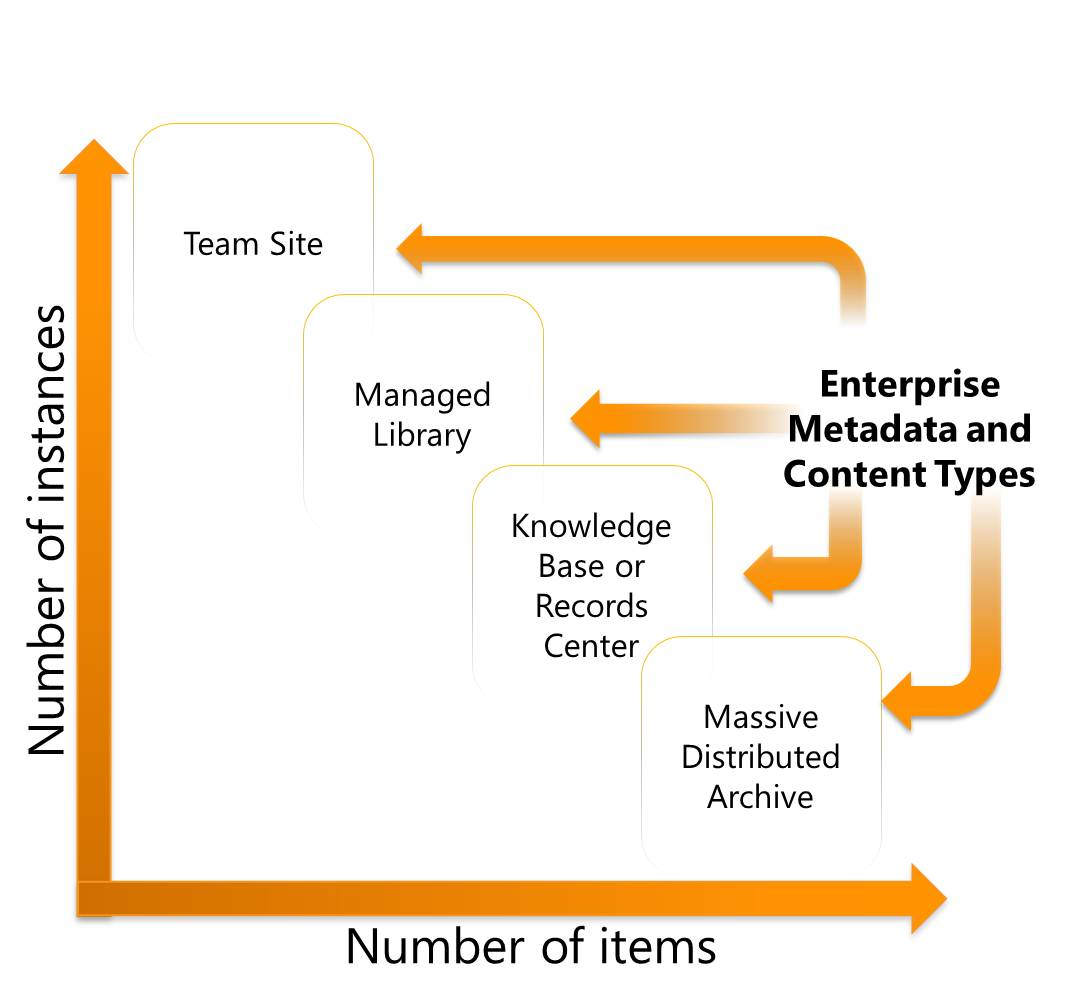 Team Site
Managed
Library
Enterprise
Metadata and
Content Types
Knowledge
Base or
Records
Center
Massive
Distributed
Archive
Number of instances
Number of items